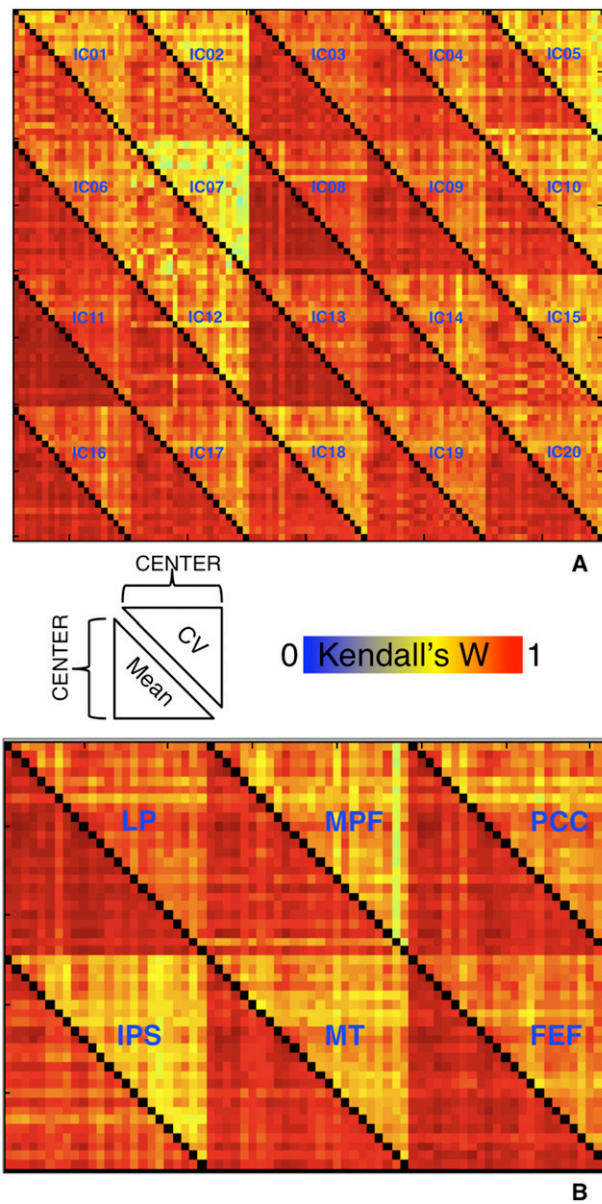 IC01 IC02 IC03 IC04 IC05
IC06 IC07 IC08 IC09 IC10
IC11 IC12 IC13 IC14 IC15
IC16 IC17 IC18 IC19 IC20
A
CENTER
CENTER
CV
Mean
0 Kendall's W 1
LP MPF PCC
IPS MT FEF
B